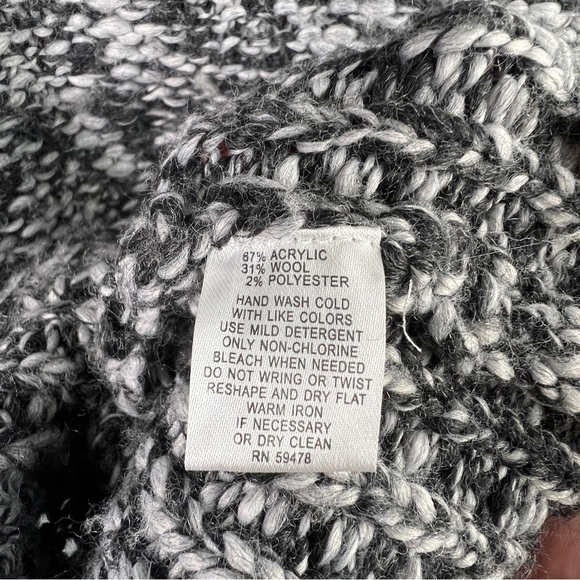 67% ACRYLIC
31% WOOL
2% POLYESTER
HAND WASH COLD
WITH LIKE COLORS
USE MILD DETERGENT
ONLY NON-CHLORINE
BLEACH WHEN NEEDED
DO NOT WRING OR TWIST
RESHAPE AND DRY FLAT
WARM IRON
IF NECESSARY
OR DRY CLEAN
RN 59478